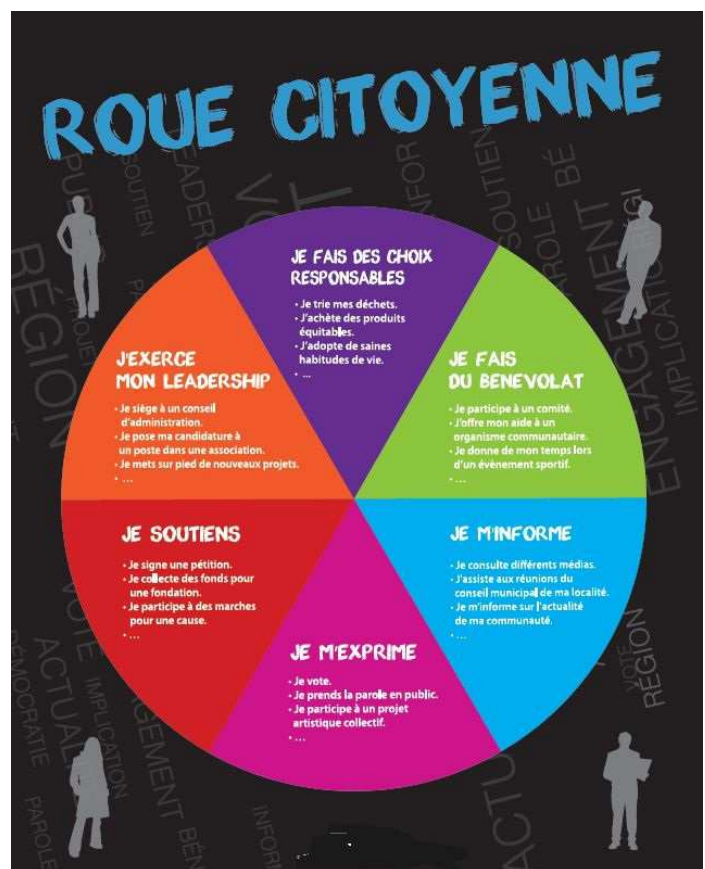 ROUE CITOYENNE
JE FAIS DES CHOIX
RESPONSABLES
· Je trie mes déchets.
· J'achète des produits
équitables.
· J'adopte de saines
habitudes de vie.
· ...
JE FAIS
DU BENEVOLAT
· Je participe à un comité.
· J'offre mon aide à un
organisme communautaire.
· Je donne de mon temps lors
d'un évènement sportif.
· ...
JE M'INFORME
· Je consulte différents médias.
· J'assiste aux réunions du
conseil municipal de ma localité.
· Je m'informe sur l'actualité
de ma communauté.
· ...
JE M'EXPRIME
· Je vote.
· Je prends la parole en public.
· Je participe à un projet
artistique collectif.
· ...
JE SOUTIENS
· Je signe une pétition.
· Je collecte des fonds pour
une fondation.
· Je participe à des marches
pour une cause.
· ...
J'EXERCE
MON LEADERSHIP
· Je siège à un conseil
d'administration.
· Je pose ma candidature à
un poste dans une association.
· Je mets sur pied de nouveaux projets.
· ...
SOUTIEN
RÉGION
SOUTIEN
PAROLE
ENGAGEMENT
VOTE
RÉGION
VOTE
IMPLICATION
DÉMOCRATIE
PAROLE